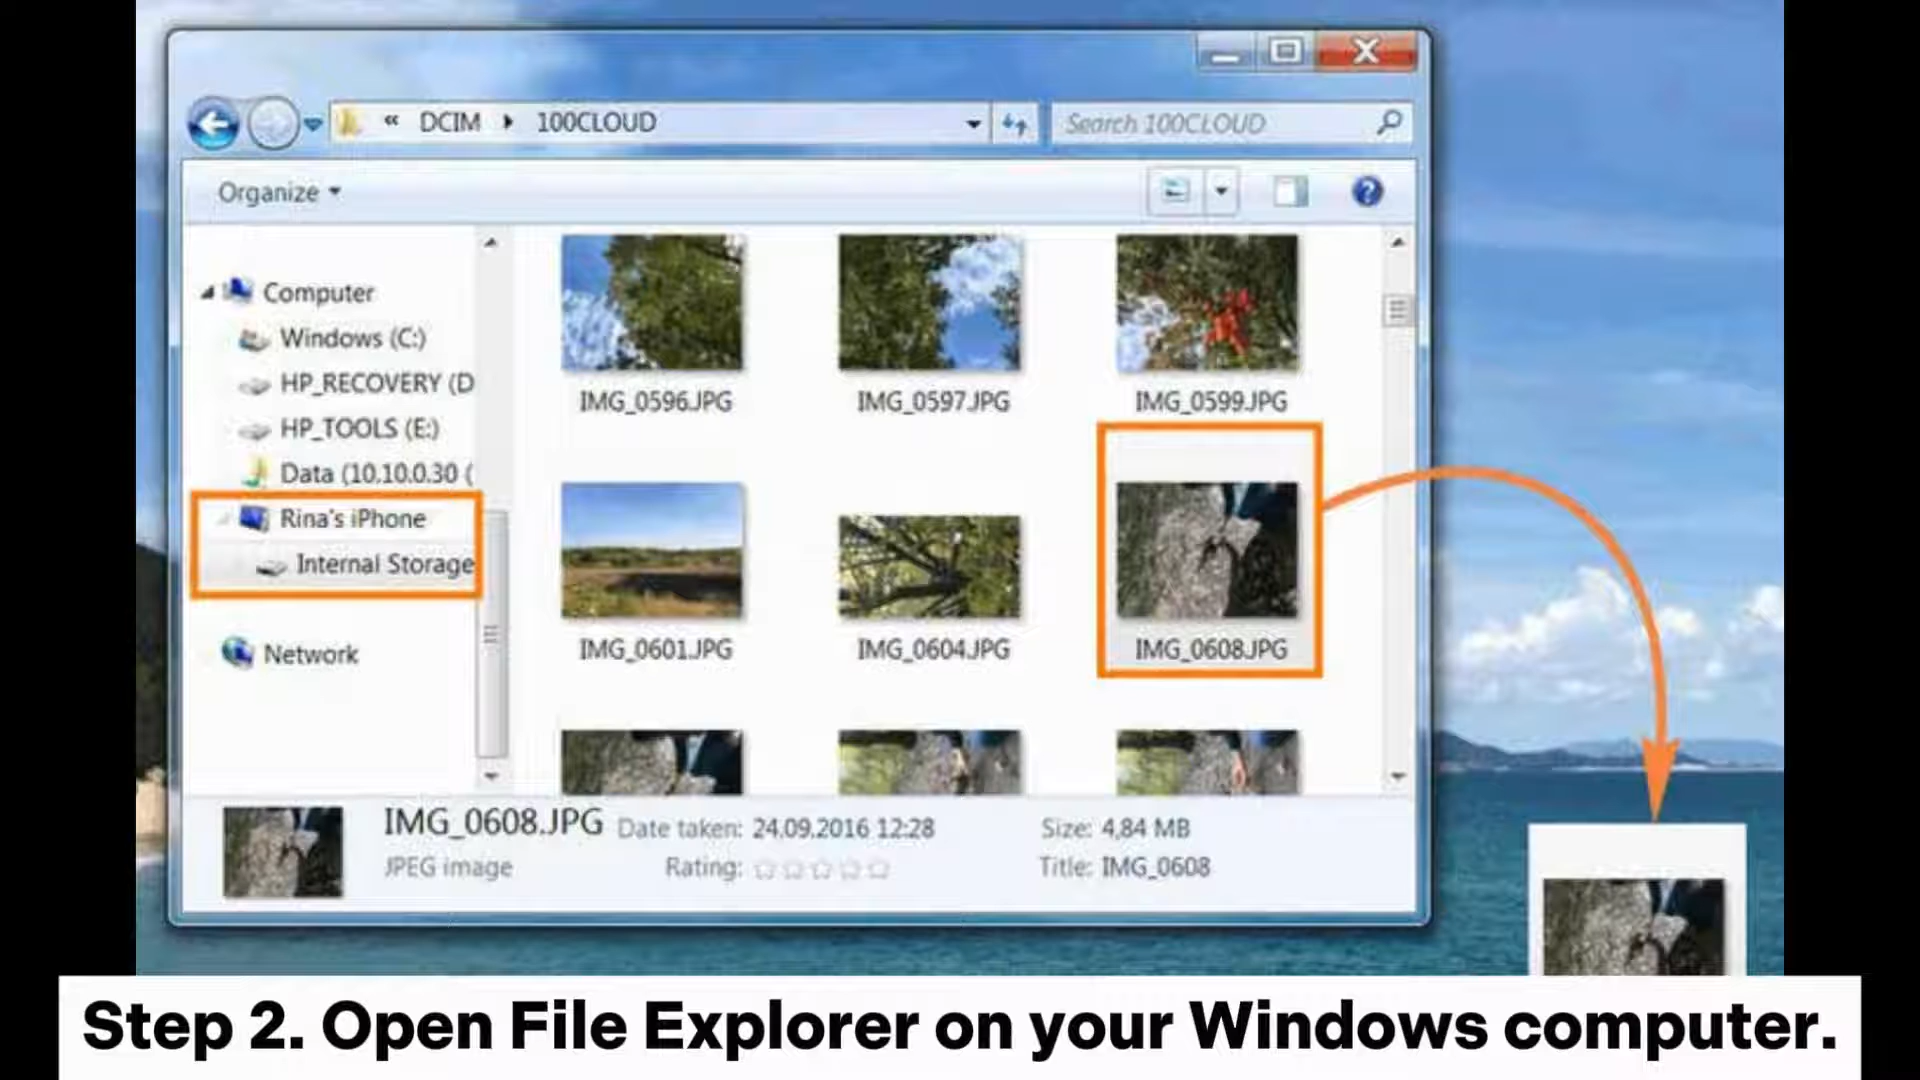 « DCIM 100CLOUD
Search 100CLOUD
Organize
Computer
Windows (C:)
HP_RECOVERY (D
HP_TOOLS (E:)
Data (10.10.0.30 (
Rina's iPhone
Internal Storage
Network
IMG_0596.JPG
IMG_0597.JPG
IMG_0599.JPG
IMG_0601.JPG
IMG_0604.JPG
IMG_0608.JPG
IMG_0608.JPG Date taken: 24.09.2016 12:28 Size: 4,84 MB
JPEG image Rating: Title: IMG_0608
Step 2. Open File Explorer on your Windows computer.